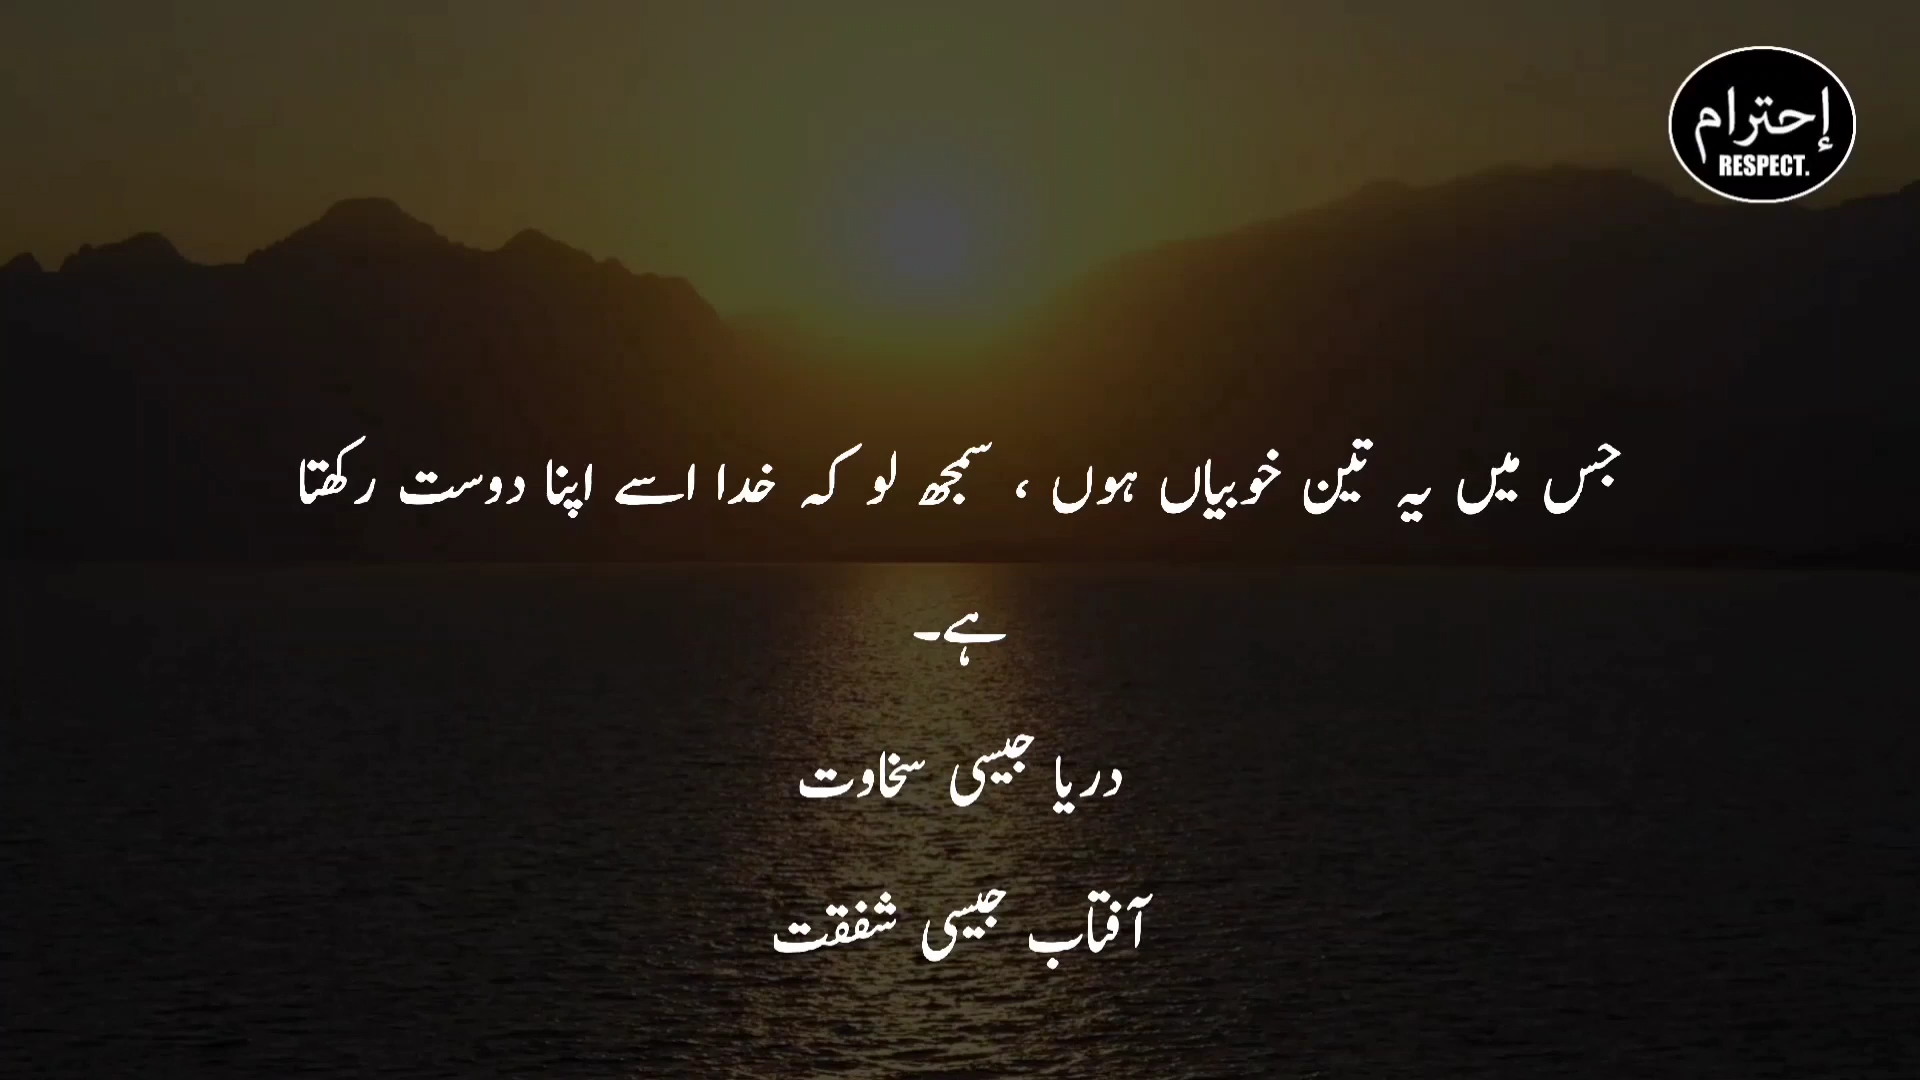 إحترام
RESPECT.
جس میں یہ تین خوبیاں ہوں ، سمجھ لو کہ خدا اسے اپنا دوست رکھتا
ہے۔
دریا جیسی سخاوت
آفتاب جیسی شفقت